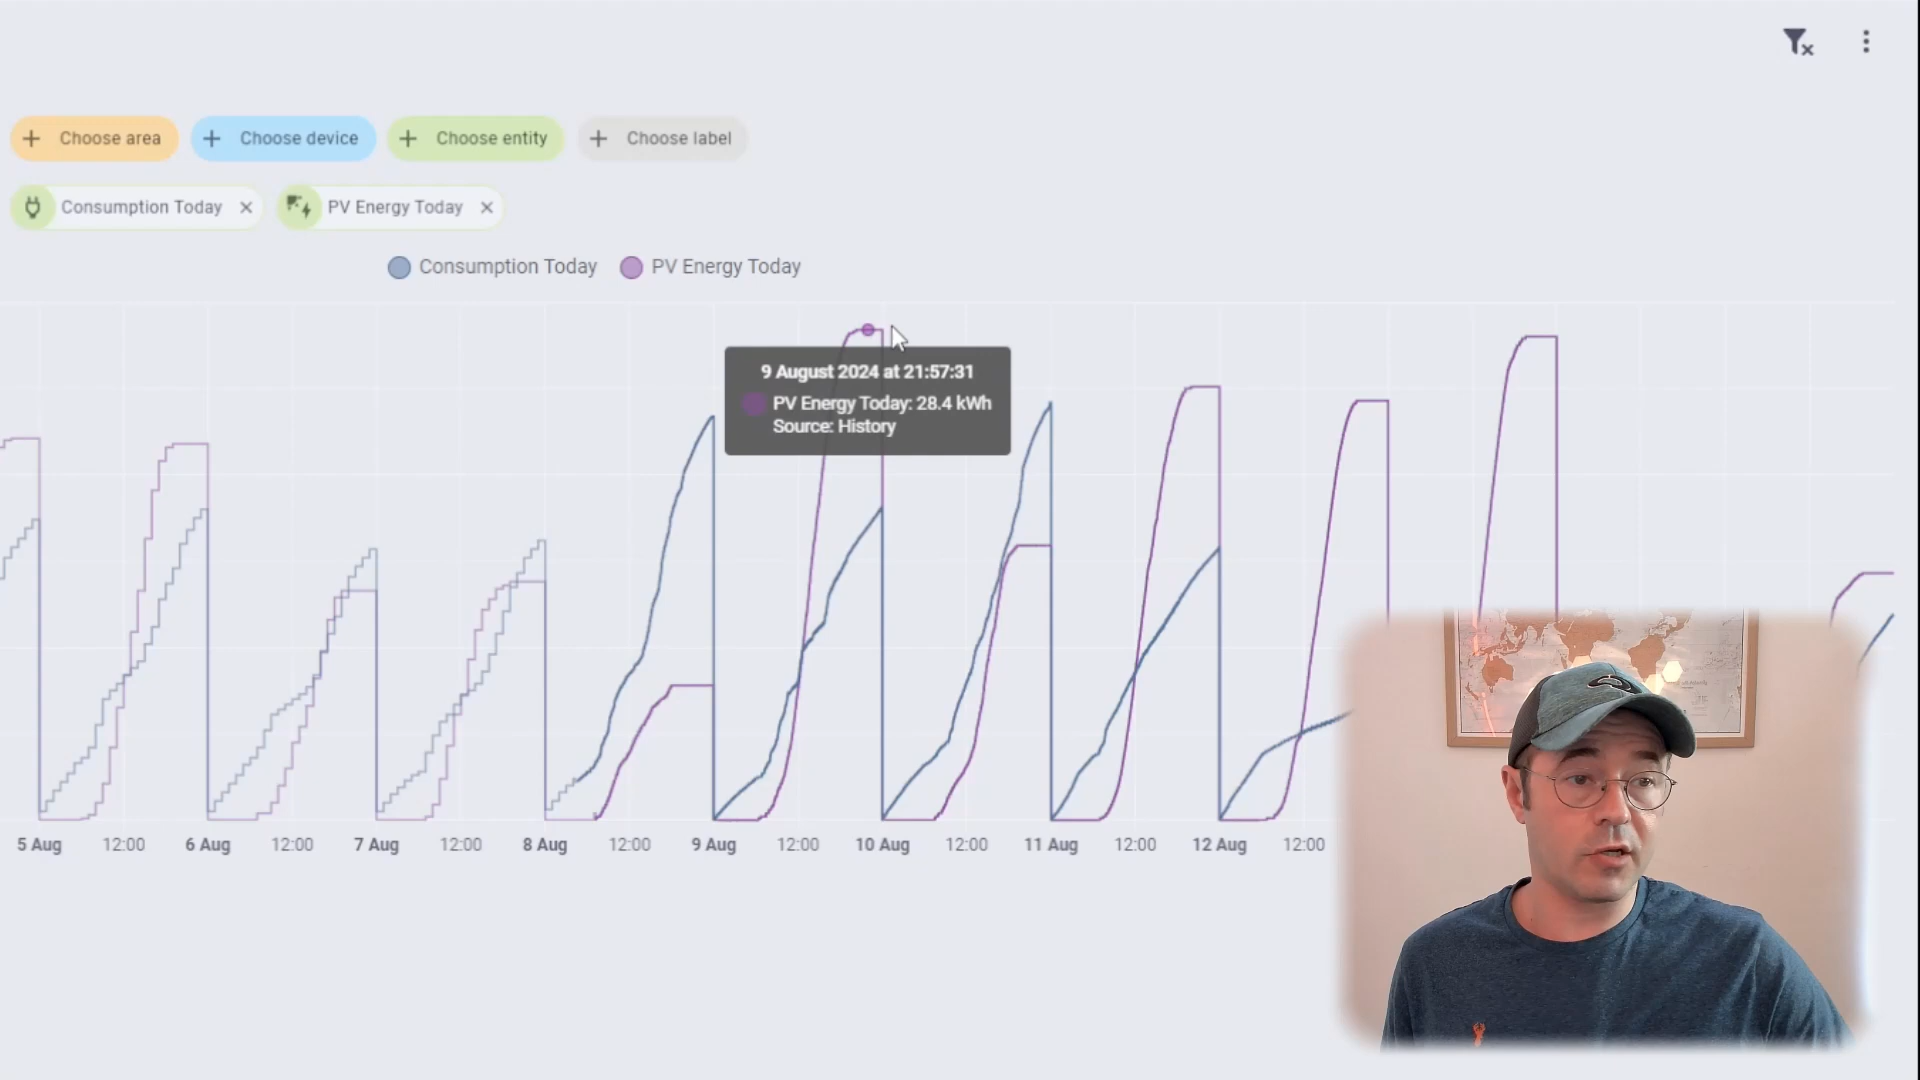 Choose area
Choose device
Choose entity
Choose label
Consumption Today
PV Energy Today
Consumption Today
PV Energy Today
9 August 2024 at 21:57:31
PV Energy Today: 28.4 kWh
Source: History
5 Aug
12:00
6 Aug
12:00
7 Aug
12:00
8 Aug
12:00
9 Aug
12:00
10 Aug
12:00
11 Aug
12:00
12 Aug
12:00